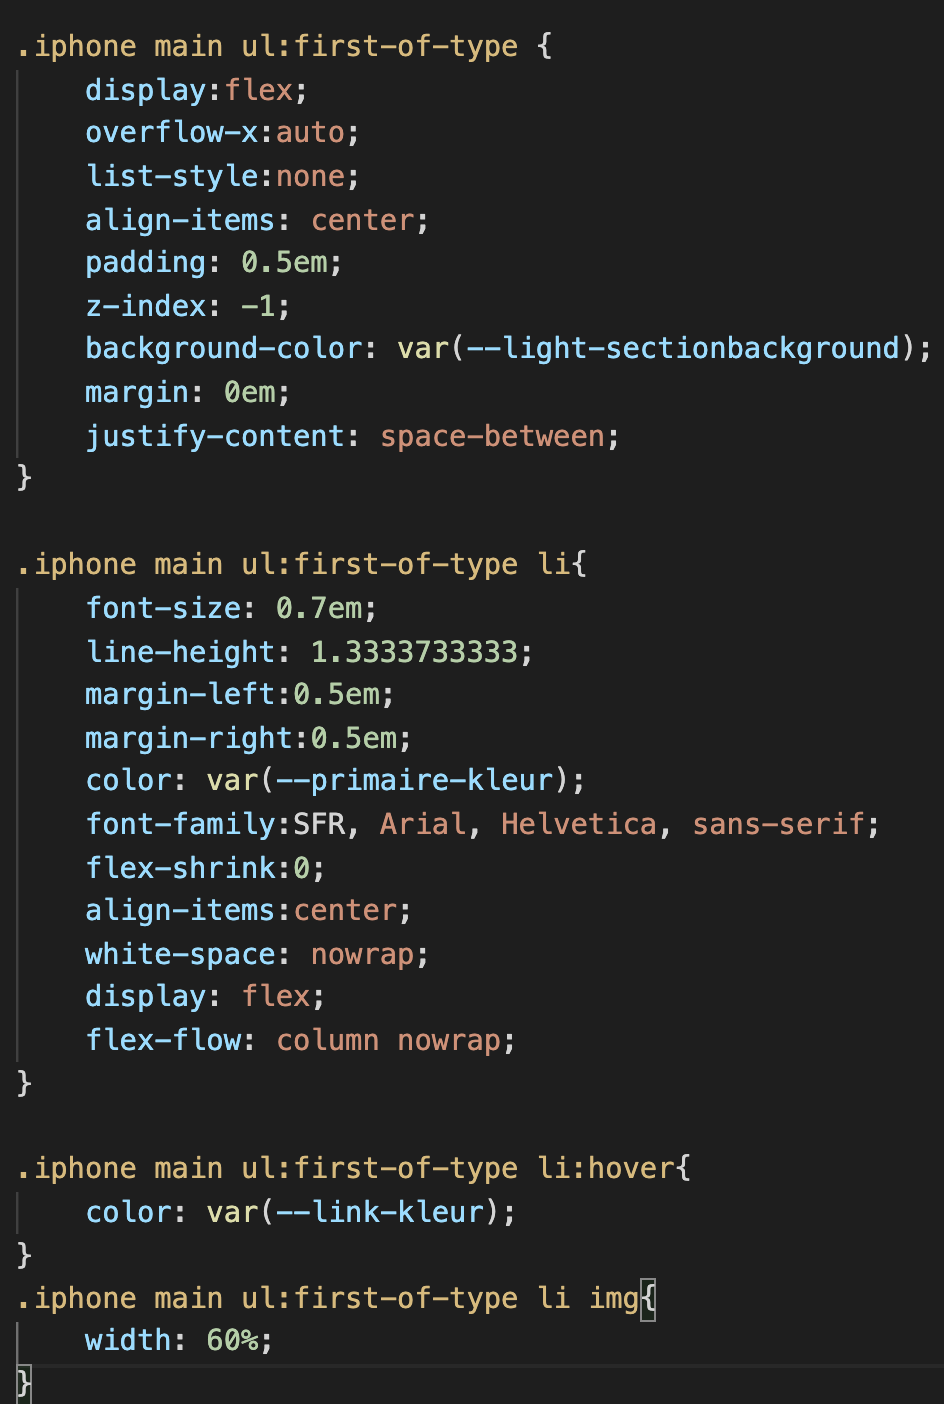 .iphone main ul:first-of-type {
    display:flex;
    overflow-x:auto;
    list-style:none;
    align-items: center;
    padding: 0.5em;
    z-index: -1;
    background-color: var(--light-sectionbackground);
    margin: 0em;
    justify-content: space-between;
}

.iphone main ul:first-of-type li{
    font-size: 0.7em;
    line-height: 1.3333733333;
    margin-left:0.5em;
    margin-right:0.5em;
    color: var(--primaire-kleur);
    font-family:SFR, Arial, Helvetica, sans-serif;
    flex-shrink:0;
    align-items:center;
    white-space: nowrap;
    display: flex;
    flex-flow: column nowrap;
}

.iphone main ul:first-of-type li:hover{
    color: var(--link-kleur);
}
.iphone main ul:first-of-type li img{
    width: 60%;
}